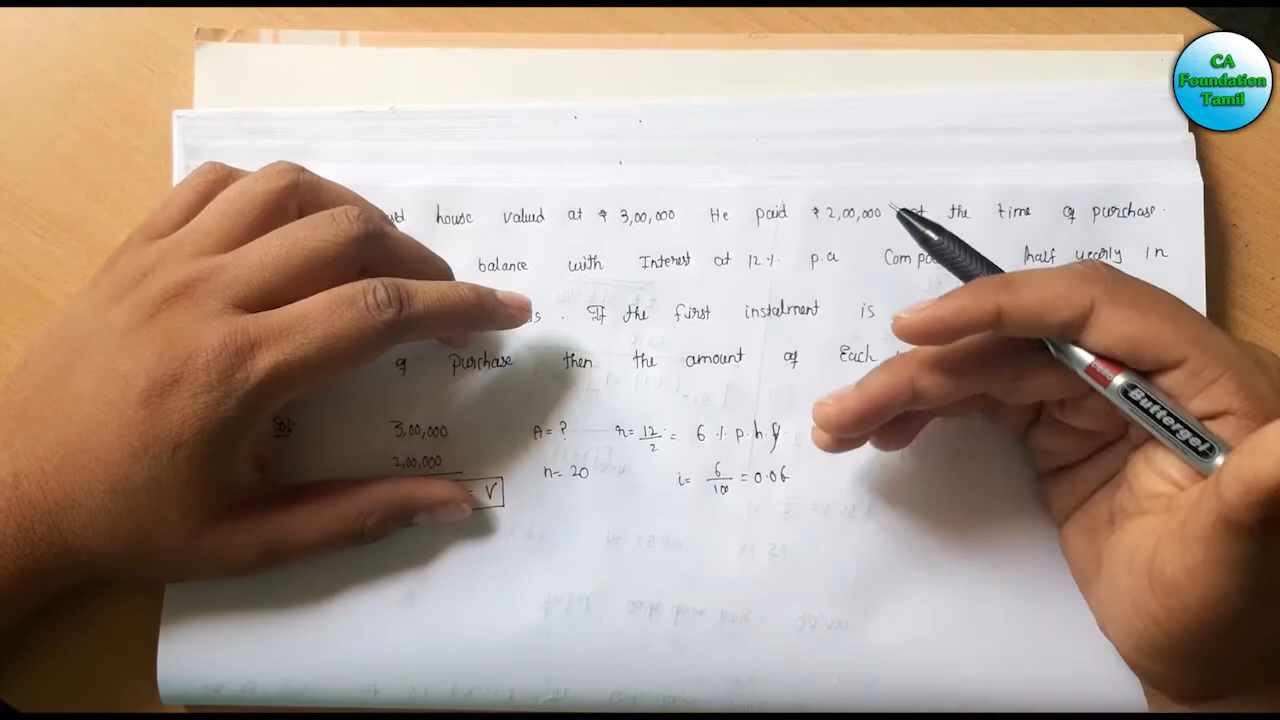 CA
Foundation
Tamil
house valued at ₹ 3,00,000 He paid ₹ 2,00,000 at the time of purchase.
balance with Interest at 12%. p.a half yearly in
. If the first instalment is
of purchase then the amount of Each
Sol:
3,00,000 A = ? r = 12/2 = 6 % p.h.y.
2,00,000 n = 20 i = 6/100 = 0.06
= V
Buttergel